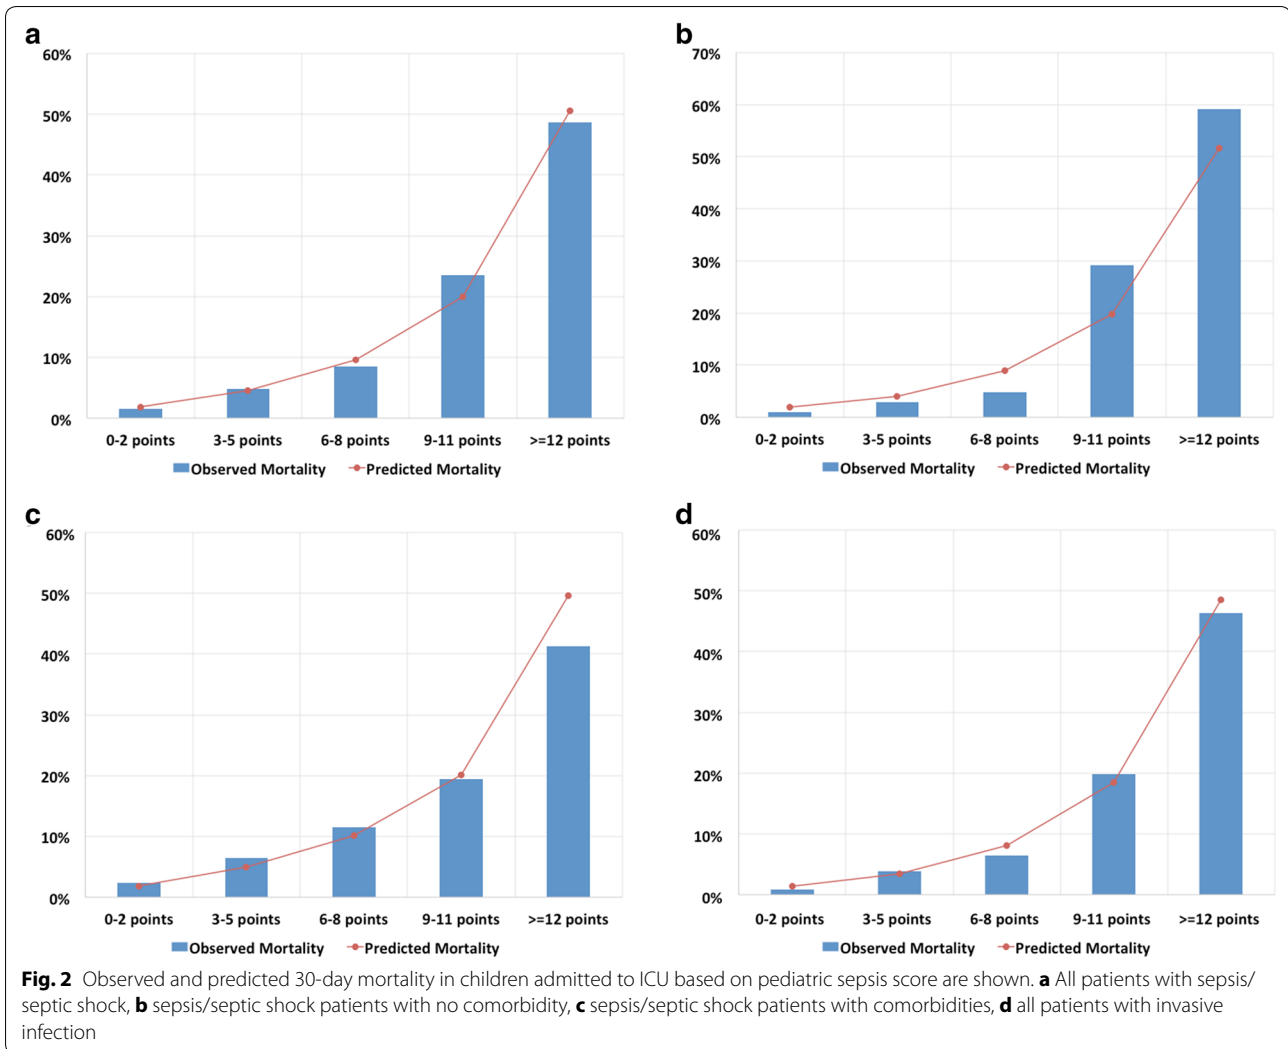 a
60%
50%
40%
30%
20%
10%
0%
0-2 points 3-5 points 6-8 points 9-11 points >=12 points
Observed Mortality Predicted Mortality
b
70%
60%
50%
40%
30%
20%
10%
0%
0-2 points 3-5 points 6-8 points 9-11 points >=12 points
Observed Mortality Predicted Mortality
c
60%
50%
40%
30%
20%
10%
0%
0-2 points 3-5 points 6-8 points 9-11 points >=12 points
Observed Mortality Predicted Mortality
d
60%
50%
40%
30%
20%
10%
0%
0-2 points 3-5 points 6-8 points 9-11 points >=12 points
Observed Mortality Predicted Mortality
Fig. 2 Observed and predicted 30-day mortality in children admitted to ICU based on pediatric sepsis score are shown. a All patients with sepsis/
septic shock, b sepsis/septic shock patients with no comorbidity, c sepsis/septic shock patients with comorbidities, d all patients with invasive
infection